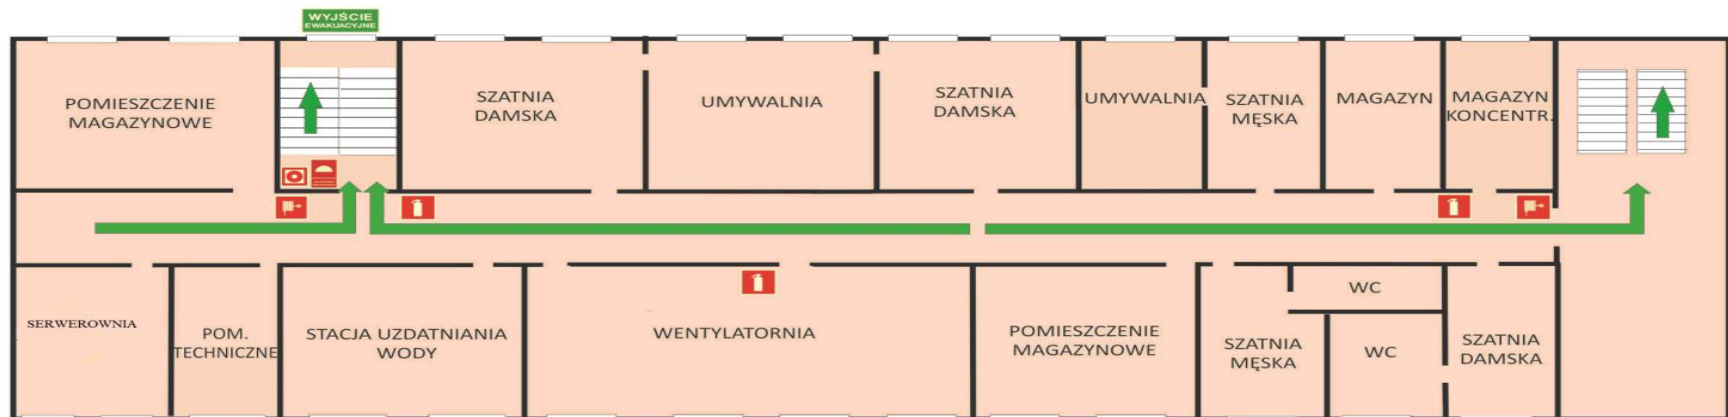 WYJŚCIE
EWAKUACYJNE
POMIESZCZENIE
MAGAZYNOWE
SZATNIA
DAMSKA
UMYWALNIA
SZATNIA
DAMSKA
UMYWALNIA
SZATNIA
MĘSKA
MAGAZYN
MAGAZYN
KONCENTR.
SERWEROWNIA
POM.
TECHNICZNE
STACJA UZDATNIANIA
WODY
WENTYLATORNIA
POMIESZCZENIE
MAGAZYNOWE
SZATNIA
MĘSKA
WC
WC
SZATNIA
DAMSKA